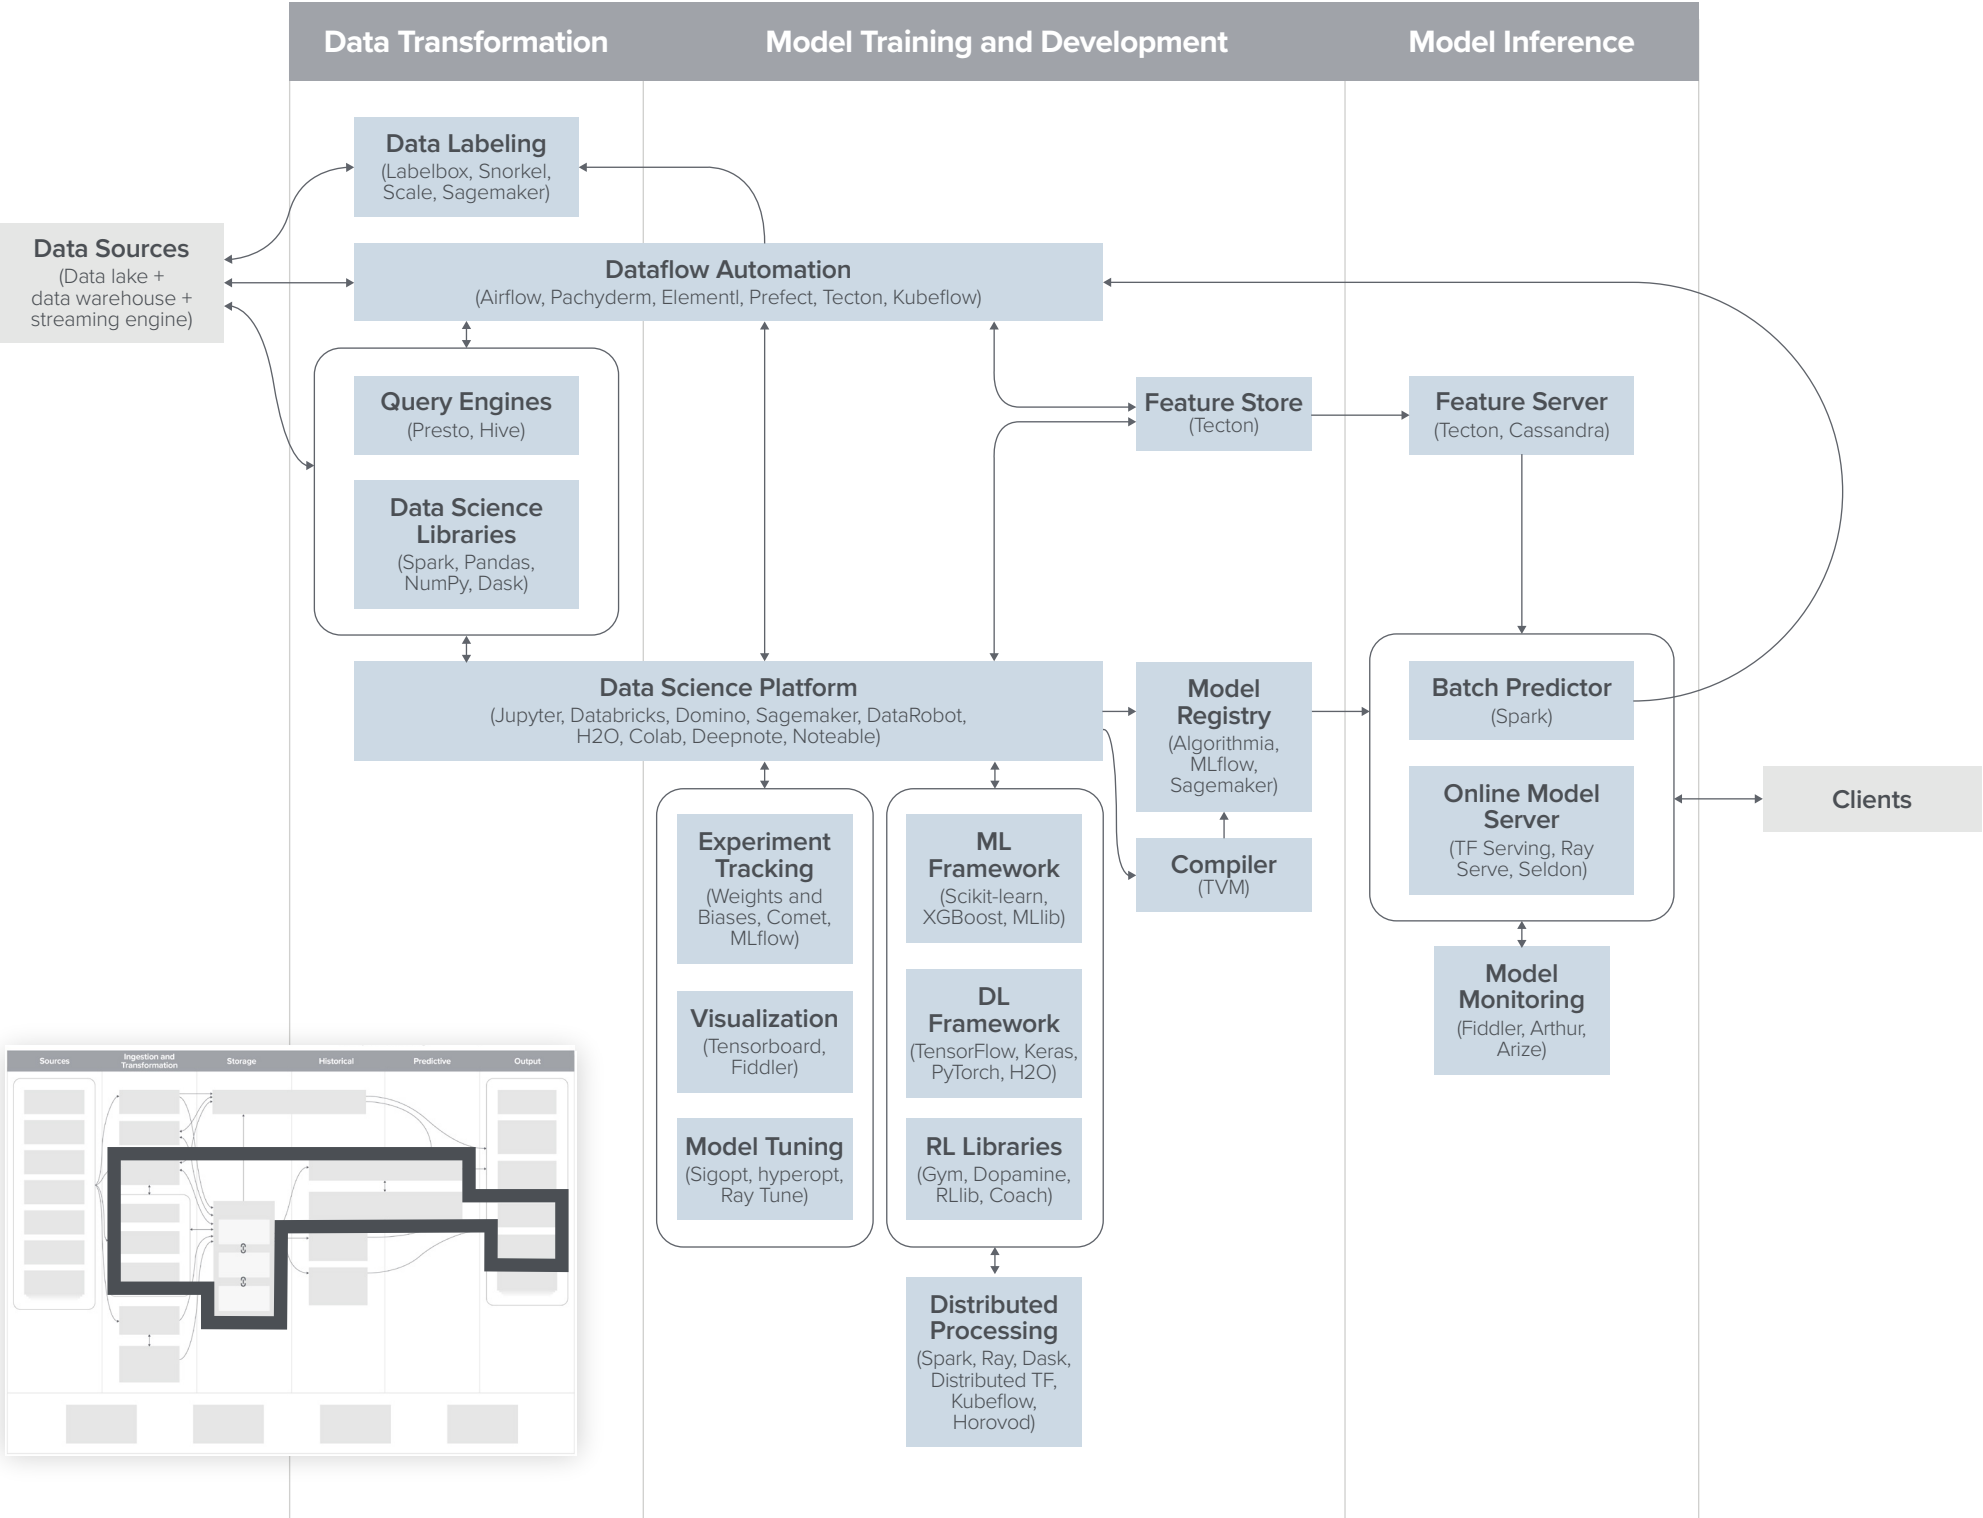 Data Transformation
Model Training and Development
Model Inference
Data Labeling
(Labelbox, Snorkel,
Scale, Sagemaker)
Data Sources
(Data lake +
data warehouse +
streaming engine)
Dataflow Automation
(Airflow, Pachyderm, Elementl, Prefect, Tecton, Kubeflow)
Query Engines
(Presto, Hive)
Data Science
Libraries
(Spark, Pandas,
NumPy, Dask)
Feature Store
(Tecton)
Feature Server
(Tecton, Cassandra)
Data Science Platform
(Jupyter, Databricks, Domino, Sagemaker, DataRobot,
H2O, Colab, Deepnote, Noteable)
Model
Registry
(Algorithmia,
MLflow,
Sagemaker)
Compiler
(TVM)
Batch Predictor
(Spark)
Online Model
Server
(TF Serving, Ray
Serve, Seldon)
Clients
Experiment
Tracking
(Weights and
Biases, Comet,
MLflow)
Visualization
(Tensorboard,
Fiddler)
Model Tuning
(Sigopt, hyperopt,
Ray Tune)
ML
Framework
(Scikit-learn,
XGBoost, MLlib)
DL
Framework
(TensorFlow, Keras,
PyTorch, H2O)
RL Libraries
(Gym, Dopamine,
RLlib, Coach)
Model
Monitoring
(Fiddler, Arthur,
Arize)
Distributed
Processing
(Spark, Ray, Dask,
Distributed TF,
Kubeflow,
Horovod)
Sources
Ingestion and
Transformation
Storage
Historical
Predictive
Output